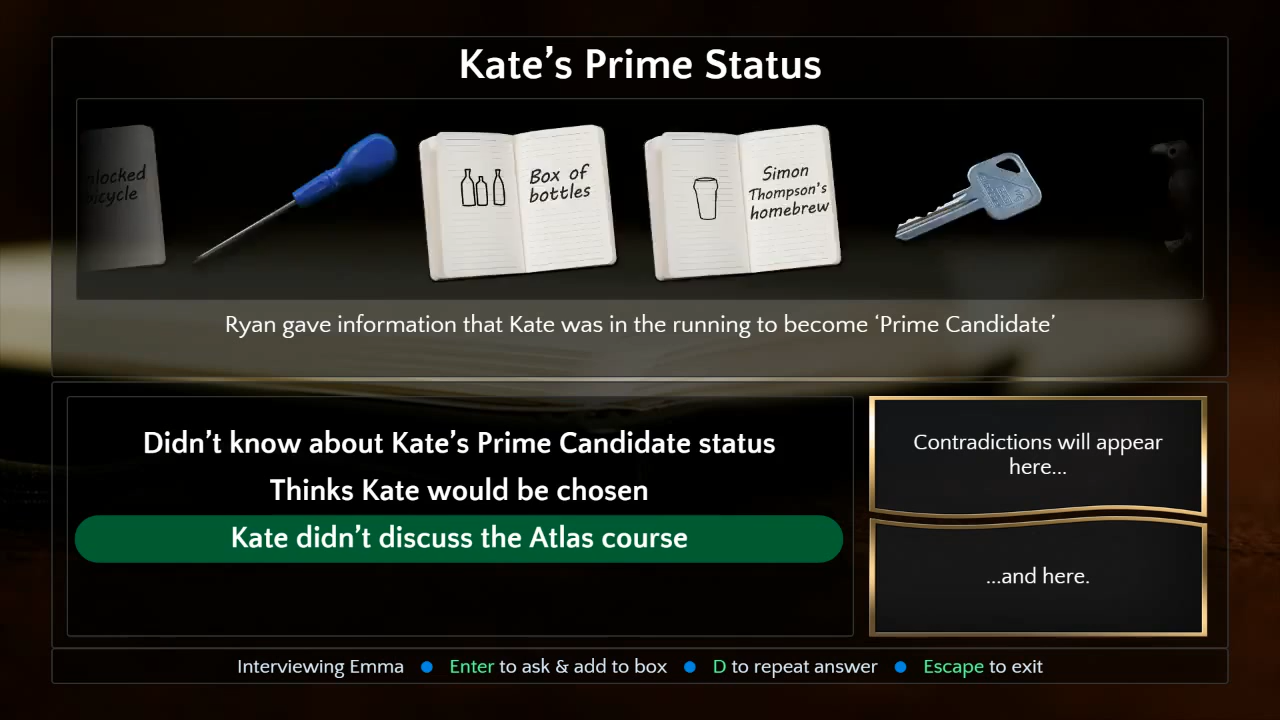 Kate’s Prime Status
bicycle
Box of
bottles
Simon
Thompson's
homebrew
Ryan gave information that Kate was in the running to become ‘Prime Candidate’
Didn’t know about Kate’s Prime Candidate status
Thinks Kate would be chosen
Kate didn’t discuss the Atlas course
Contradictions will appear
here...
...and here.
Interviewing Emma ● Enter to ask & add to box ● D to repeat answer ● Escape to exit